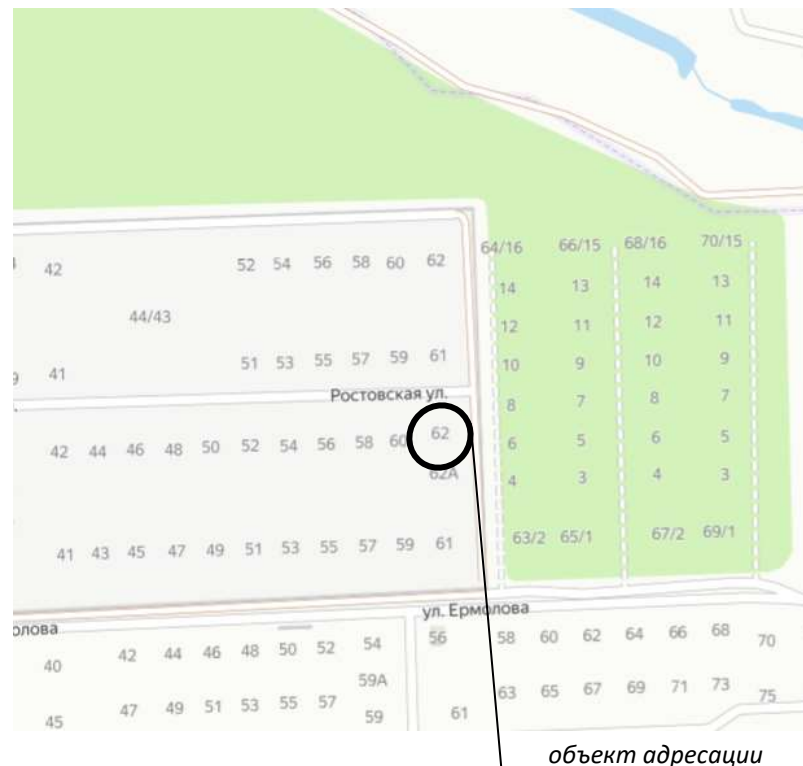 64/16 66/15 68/16 70/15
42 52 54 56 58 60 62
14 13 14 13
44/43
12 11 12 11
41 51 53 55 57 59 61
10 9 10 9
Ростовская ул.
8 7 8 7
42 44 46 48 50 52 54 56 58 60 62
6 5 6 5
62А
4 3 4 3
41 43 45 47 49 51 53 55 57 59 61
63/2 65/1 67/2 69/1
ул. Ермолова
олова
40 42 44 46 48 50 52 54 56 58 60 62 64 66 68 70
59А
45 47 49 51 53 55 57 59 61 63 65 67 69 71 73 75
объект адресации